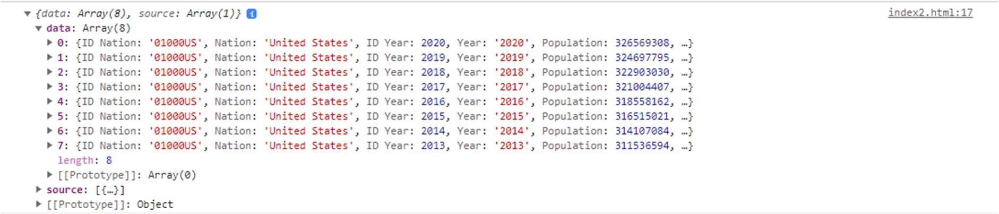 ▼ {data: Array(8), source: Array(1)} i index2.html:17
▼ data: Array(8)
▶ 0: {ID Nation: '01000US', Nation: 'United States', ID Year: 2020, Year: '2020', Population: 326569308, …}
▶ 1: {ID Nation: '01000US', Nation: 'United States', ID Year: 2019, Year: '2019', Population: 324697795, …}
▶ 2: {ID Nation: '01000US', Nation: 'United States', ID Year: 2018, Year: '2018', Population: 322903030, …}
▶ 3: {ID Nation: '01000US', Nation: 'United States', ID Year: 2017, Year: '2017', Population: 321004407, …}
▶ 4: {ID Nation: '01000US', Nation: 'United States', ID Year: 2016, Year: '2016', Population: 318558162, …}
▶ 5: {ID Nation: '01000US', Nation: 'United States', ID Year: 2015, Year: '2015', Population: 316515021, …}
▶ 6: {ID Nation: '01000US', Nation: 'United States', ID Year: 2014, Year: '2014', Population: 314107084, …}
▶ 7: {ID Nation: '01000US', Nation: 'United States', ID Year: 2013, Year: '2013', Population: 311536594, …}
length: 8
▶ [[Prototype]]: Array(0)
▶ source: [{…}]
▶ [[Prototype]]: Object